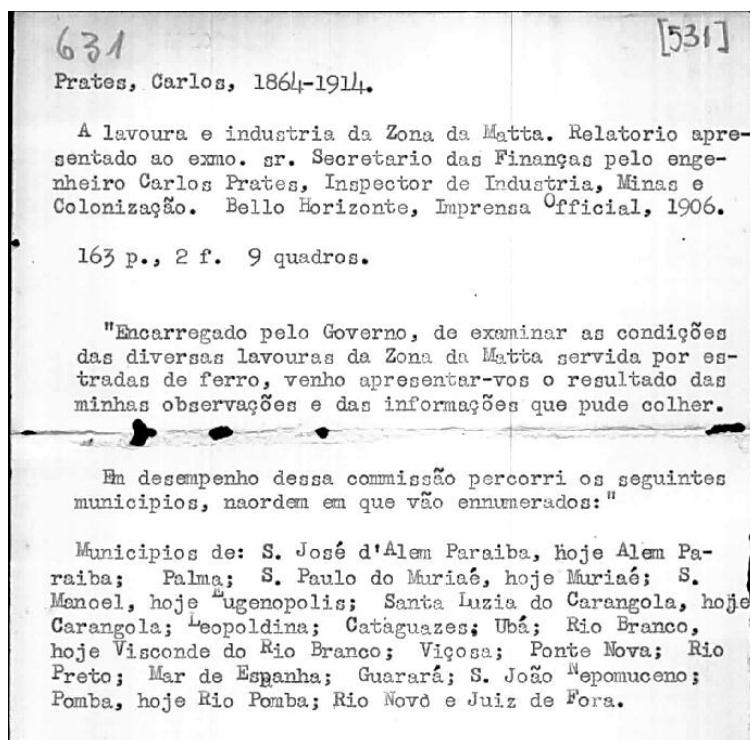 631 [531]
Prates, Carlos, 1864-1914.
A lavoura e industria da Zona da Matta. Relatorio apre-
sentado ao exmo. sr. Secretario das Finanças pelo enge-
nheiro Carlos Prates, Inspector de Industria, Minas e
Colonização. Bello Horizonte, Imprensa Official, 1906.
163 p., 2 f. 9 quadros.
"Encarregado pelo Governo, de examinar as condições
das diversas lavouras da Zona da Matta servida por es-
tradas de ferro, venho apresentar-vos o resultado das
minhas observações e das informações que pude colher.
Em desempenho dessa commissão percorri os seguintes
municipios, naordem em que vão ennumerados:"
Municipios de: S. José d'Alem Paraiba, hoje Alem Pa-
raiba; Palma; S. Paulo do Muriaé, hoje Muriaé; S.
Manoel, hoje Eugenopolis; Santa Luzia do Carangola, hoje
Carangola; Leopoldina; Cataguazes; Ubá; Rio Branco,
hoje Visconde do Rio Branco; Viçosa; Ponte Nova; Rio
Preto; Mar de Espanha; Guarará; S. João Nepomuceno;
Pomba, hoje Rio Pomba; Rio Novo e Juiz de Fora.